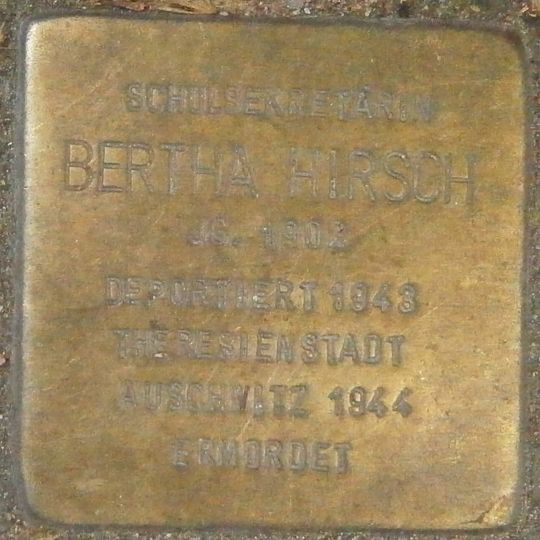 SCHULSEKRETÄRIN
BERTHA HIRSCH
JG. 1902
DEPORTIERT 1943
THERESIENSTADT
AUSCHWITZ 1944
ERMORDET